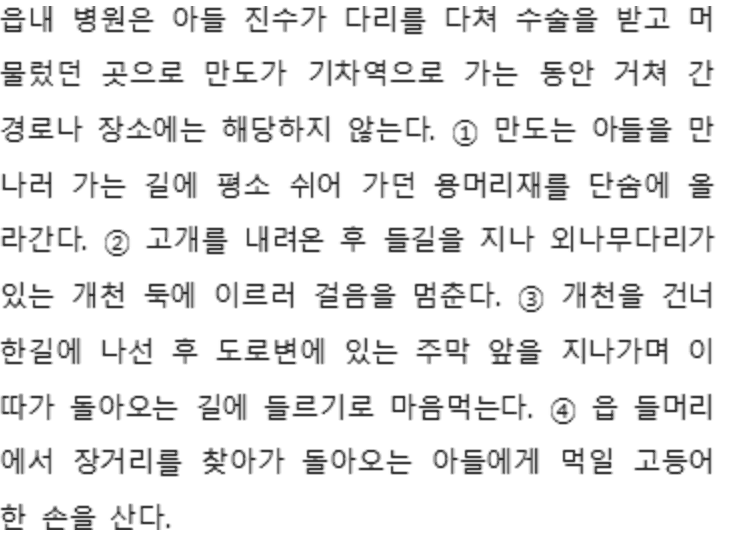 읍내 병원은 아들 진수가 다리를 다쳐 수술을 받고 머
물렀던 곳으로 만도가 기차역으로 가는 동안 거쳐 간
경로나 장소에는 해당하지 않는다. ① 만도는 아들을 만
나러 가는 길에 평소 쉬어 가던 용머리재를 단숨에 올
라간다. ② 고개를 내려온 후 들길을 지나 외나무다리가
있는 개천 둑에 이르러 걸음을 멈춘다. ③ 개천을 건너
한길에 나선 후 도로변에 있는 주막 앞을 지나가며 이
따가 돌아오는 길에 들르기로 마음먹는다. ④ 읍 들머리
에서 장거리를 찾아가 돌아오는 아들에게 먹일 고등어
한 손을 산다.